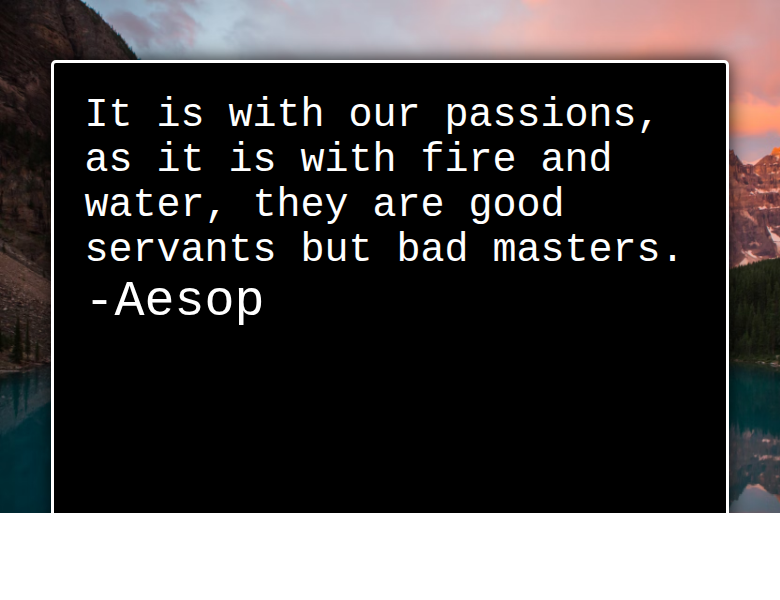 It is with our passions,
as it is with fire and
water, they are good
servants but bad masters.
-Aesop